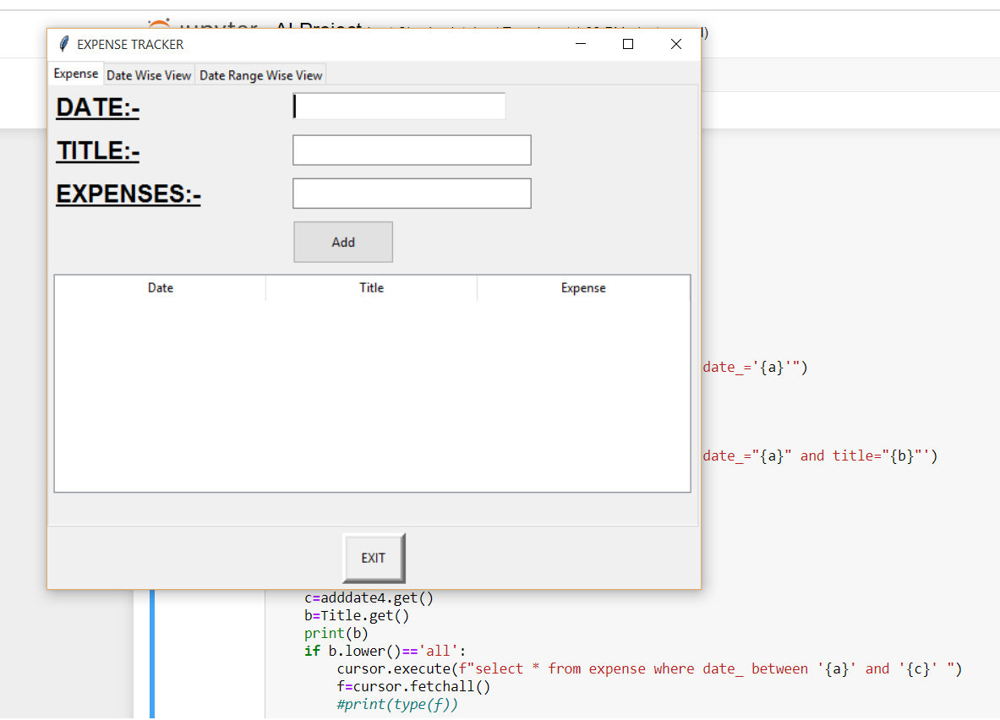 AI Project
EXPENSE TRACKER
Expense Date Wise View Date Range Wise View
DATE:-
TITLE:-
EXPENSES:-
Add
Date Title Expense
date_='{a}'")
date_="{a}" and title="{b}"')
EXIT
c=adddate4.get()
b=Title.get()
print(b)
if b.lower()=='all':
cursor.execute(f"select * from expense where date_ between '{a}' and '{c}' ")
f=cursor.fetchall()
#print(type(f))